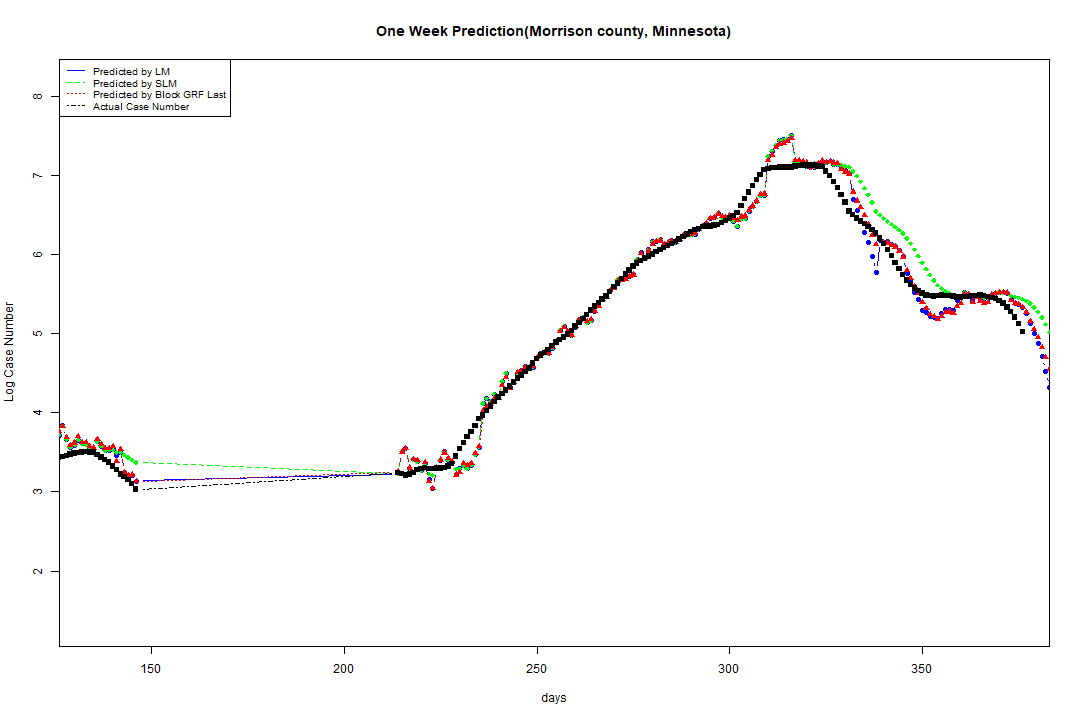 One Week Prediction(Morrison county, Minnesota)
Predicted by LM
Predicted by SLM
Predicted by Block GRF Last
Actual Case Number
Log Case Number
8
7
6
5
4
3
2
150 200 250 300 350
days